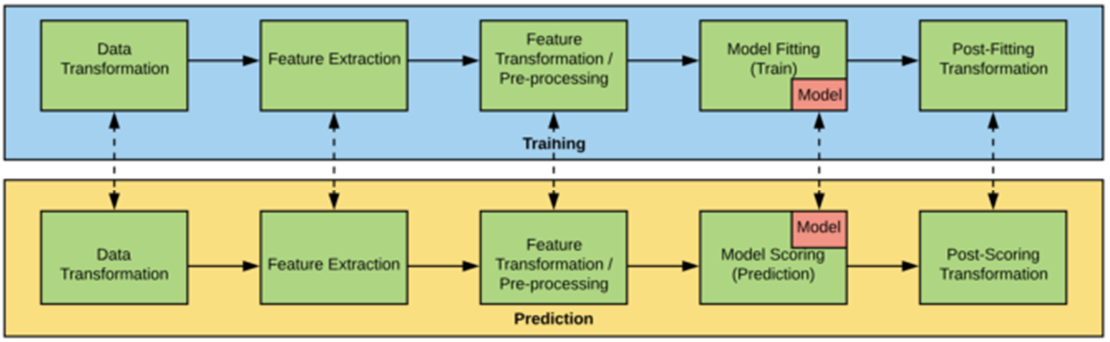 Data
Transformation
Feature Extraction
Feature
Transformation /
Pre-processing
Model Fitting
(Train)
Model
Post-Fitting
Transformation
Training
Data
Transformation
Feature Extraction
Feature
Transformation /
Pre-processing
Model
Model Scoring
(Prediction)
Post-Scoring
Transformation
Prediction